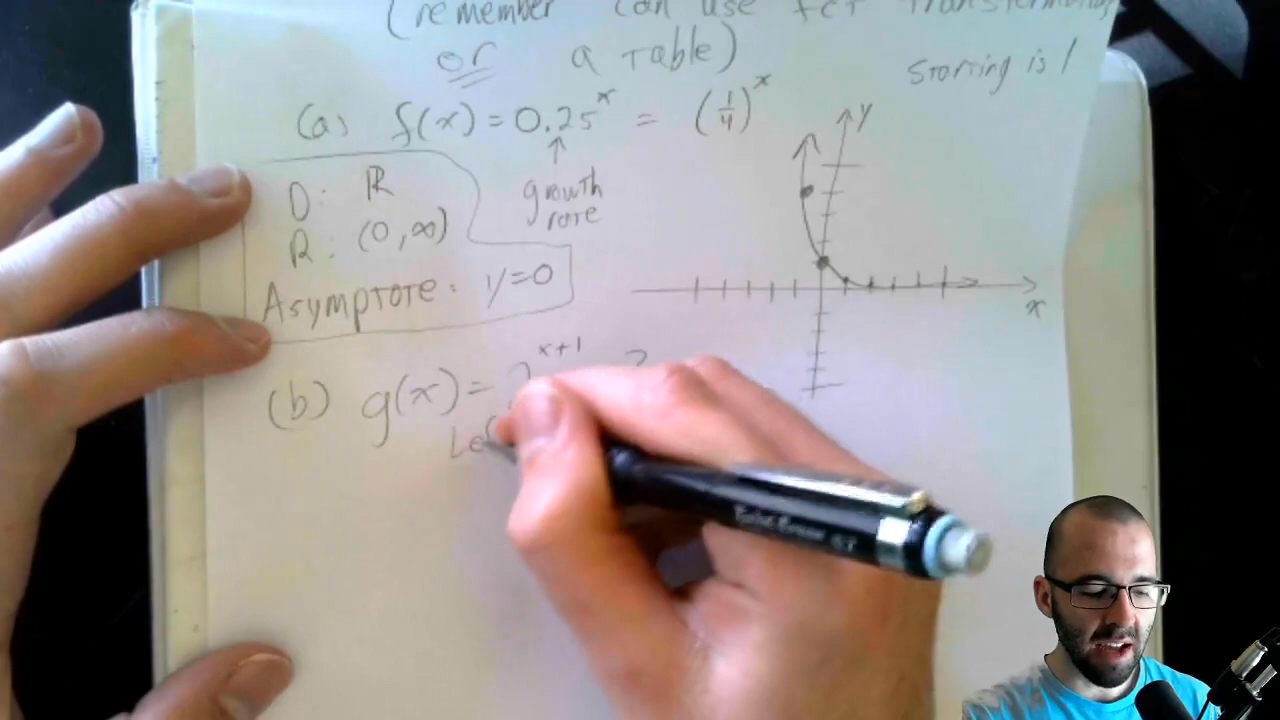 (remember can use fct transformations
or a table)
starting is 1
(a) f(x) = 0.25^x = (1/4)^x
y
D: ℝ
R: (0,∞)
Asymptote: y=0
growth
rate
x
(b) g(x) =
x+1